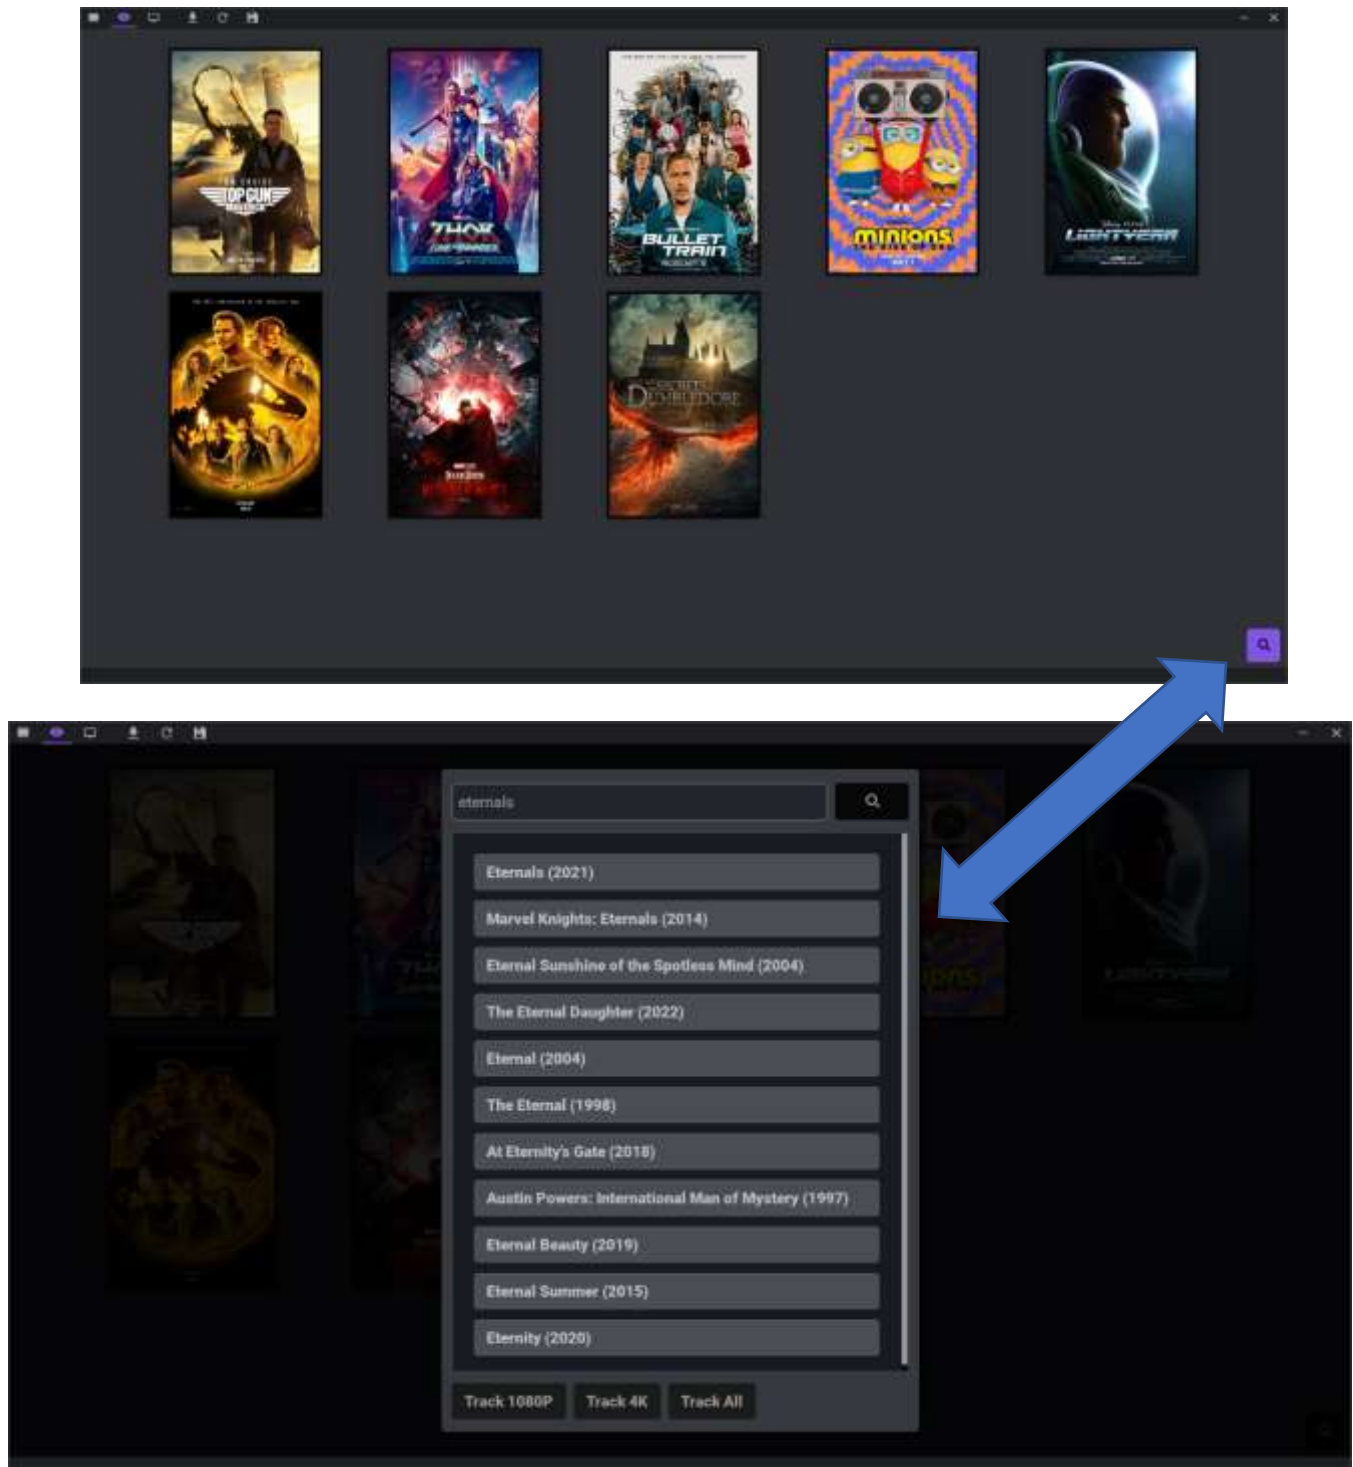 TOP GUN
MAVERICK
THOR
BULLET
TRAIN
MINIONS
LIGHTYEAR
SECRETS
DUMBLEDORE
eternals
Eternals (2021)
Marvel Knights: Eternals (2014)
Eternal Sunshine of the Spotless Mind (2004)
The Eternal Daughter (2022)
Eternal (2004)
The Eternal (1998)
At Eternity's Gate (2018)
Austin Powers: International Man of Mystery (1997)
Eternal Beauty (2019)
Eternal Summer (2015)
Eternity (2020)
Track 1080P Track 4K Track All